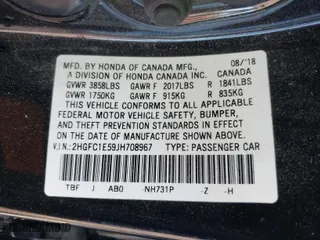 MFD. BY HONDA OF CANADA MFG., 08/'18
A DIVISION OF HONDA CANADA INC. CANADA
GVWR 3858LBS GAWR F 2017LBS R 1841LBS
GVWR 1750KG GAWR F 915KG R 835KG
THIS VEHICLE CONFORMS TO ALL APPLICABLE
FEDERAL MOTOR VEHICLE SAFETY, BUMPER,
AND THEFT PREVENTION STANDARDS IN EFFECT
ON THE DATE OF MANUFACTURE SHOWN ABOVE.
V.I.N: 2HGFC1E59JH708967 TYPE: PASSENGER CAR
TBF J AB0 NH731P -Z -H